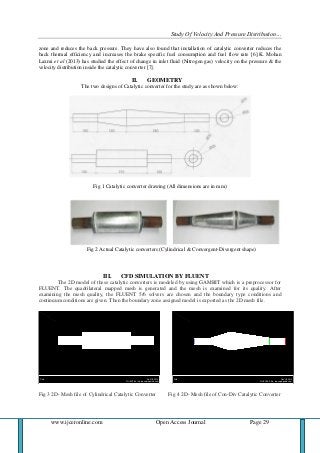 Study Of Velocity And Pressure Distribution...
zone and reduces the back pressure. They have also found that installation of catalytic converter reduces the
back thermal efficiency and increases the brake specific fuel consumption and fuel flow rate [6].K. Mohan
Laxmi et al (2013) has studied the effect of change in inlet fluid (Nitrogen gas) velocity on the pressure & the
velocity distribution inside the catalytic converter [7].
II. GEOMETRY
The two designs of Catalytic converter for the study are as shown below:
Fig 1 Catalytic converter drawing (All dimensions are in mm)
Fig 2 Actual Catalytic converters (Cylindrical & Convergent-Divergent shape)
III. CFD SIMULATION BY FLUENT
The 2D model of these catalytic converters is modeled by using GAMBIT which is a preprocessor for
FLUENT. The quadrilateral mapped mesh is generated and the mesh is examined for its quality. After
examining the mesh quality, the FLUENT 5/6 solvers are chosen and the boundary type conditions and
continuum conditions are given. Then the boundary zone assigned model is exported as the 2D mesh file.
Fig 3 2D- Mesh file of Cylindrical Catalytic Converter Fig 4 2D- Mesh file of Con-Div Catalytic Converter
www.ijceronline.com Open Access Journal Page 29